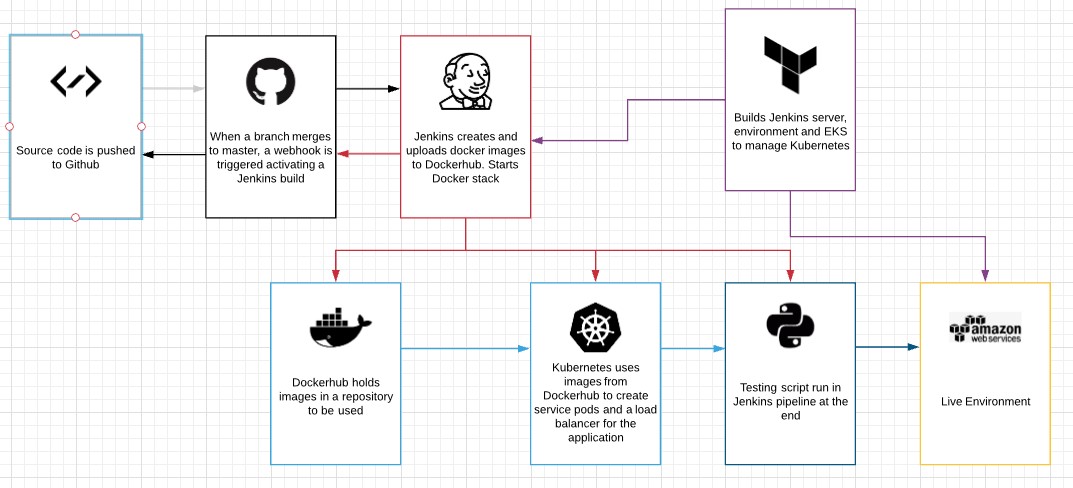 Source code is pushed
to Github
When a branch merges
to master, a webhook is
triggered activating a
Jenkins build
Jenkins creates and
uploads docker images
to Dockerhub. Starts
Docker stack
Builds Jenkins server,
environment and EKS
to manage Kubernetes
Dockerhub holds
images in a repository
to be used
Kubernetes uses
images from
Dockerhub to create
service pods and a load
balancer for the
application
Testing script run in
Jenkins pipeline at the
end
amazon
webservices
Live Environment